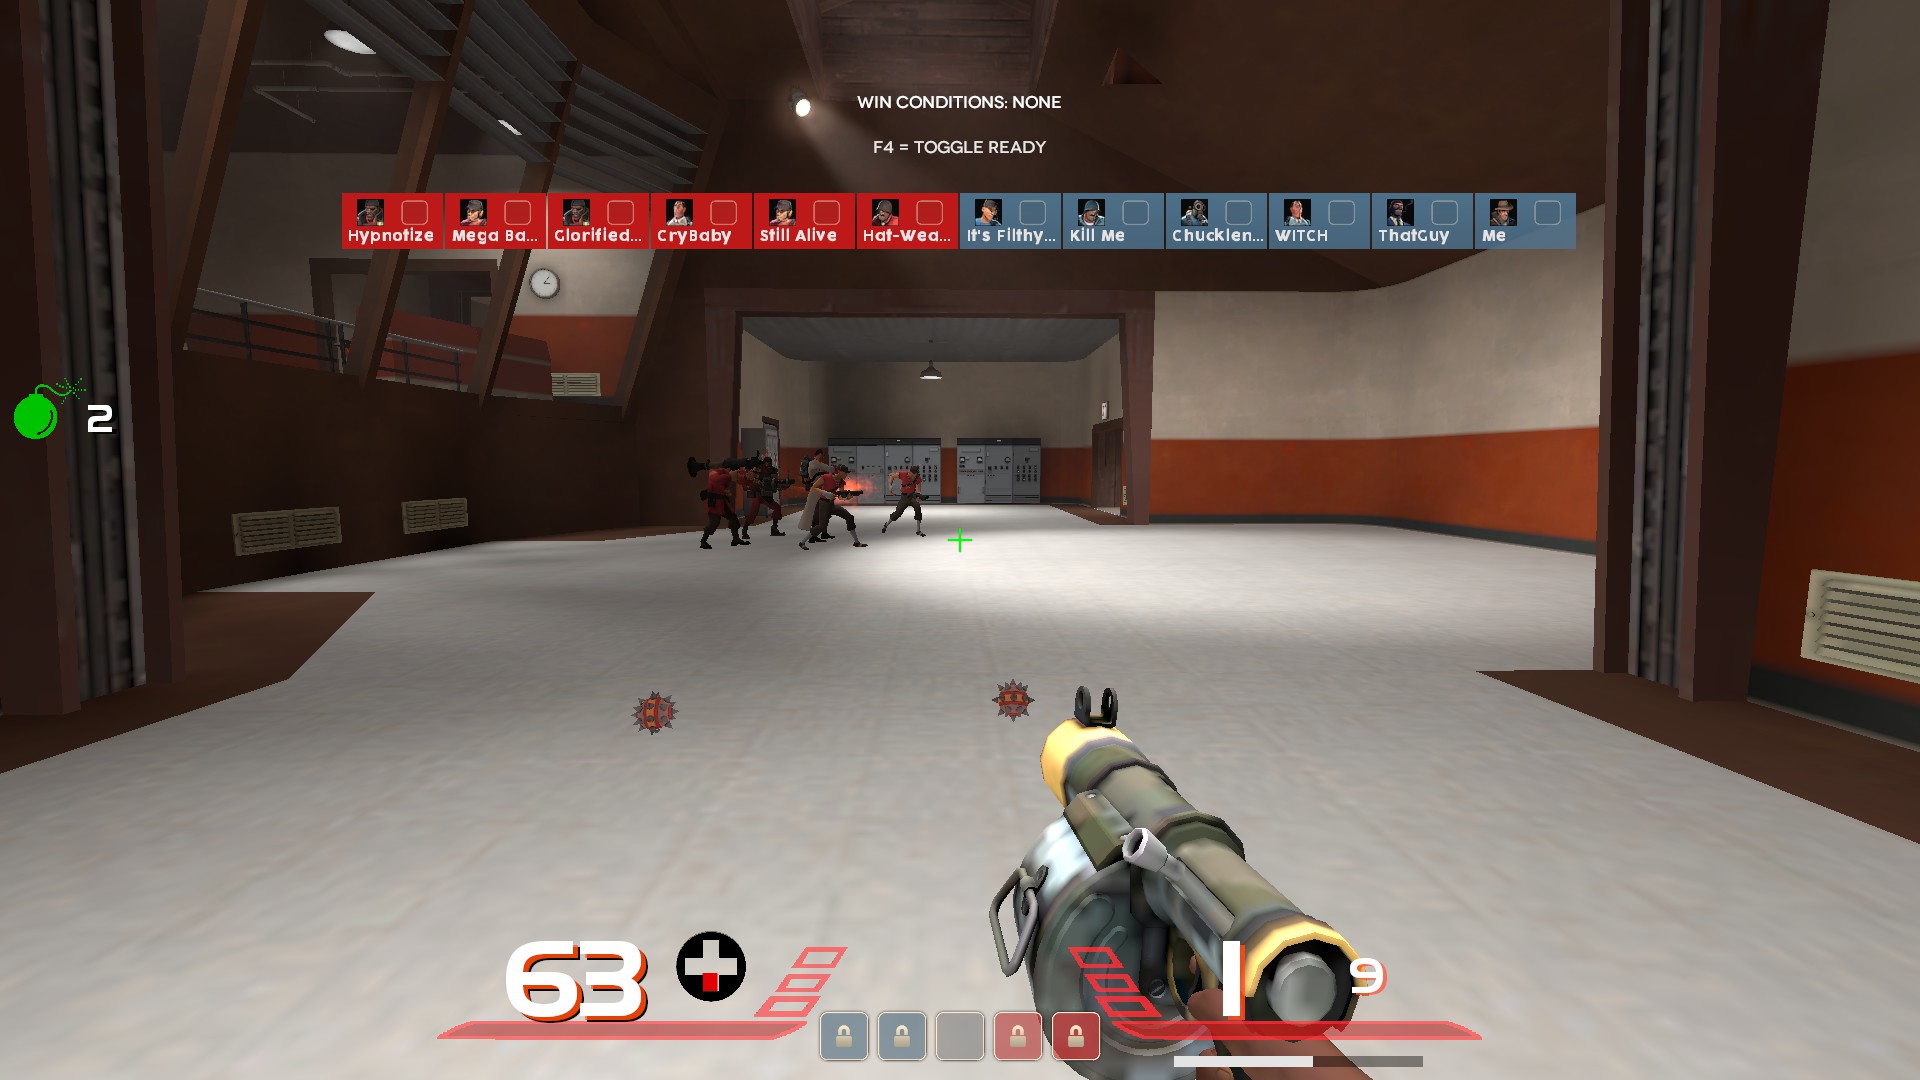 WIN CONDITIONS: NONE
F4 = TOGGLE READY
Hypnotize Mega Ba... Glorified... CryBaby Still Alive Hat-Wea... It's Filthy... Kill Me Chucklen... WITCH ThatGuy Me
2
63
1 9